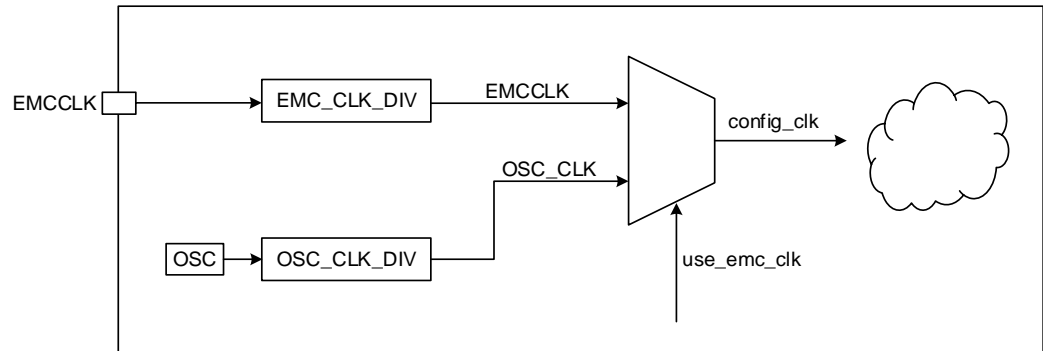 EMCCLK
EMC_CLK_DIV
EMCCLK
config_clk
OSC_CLK
OSC
OSC_CLK_DIV
use_emc_clk